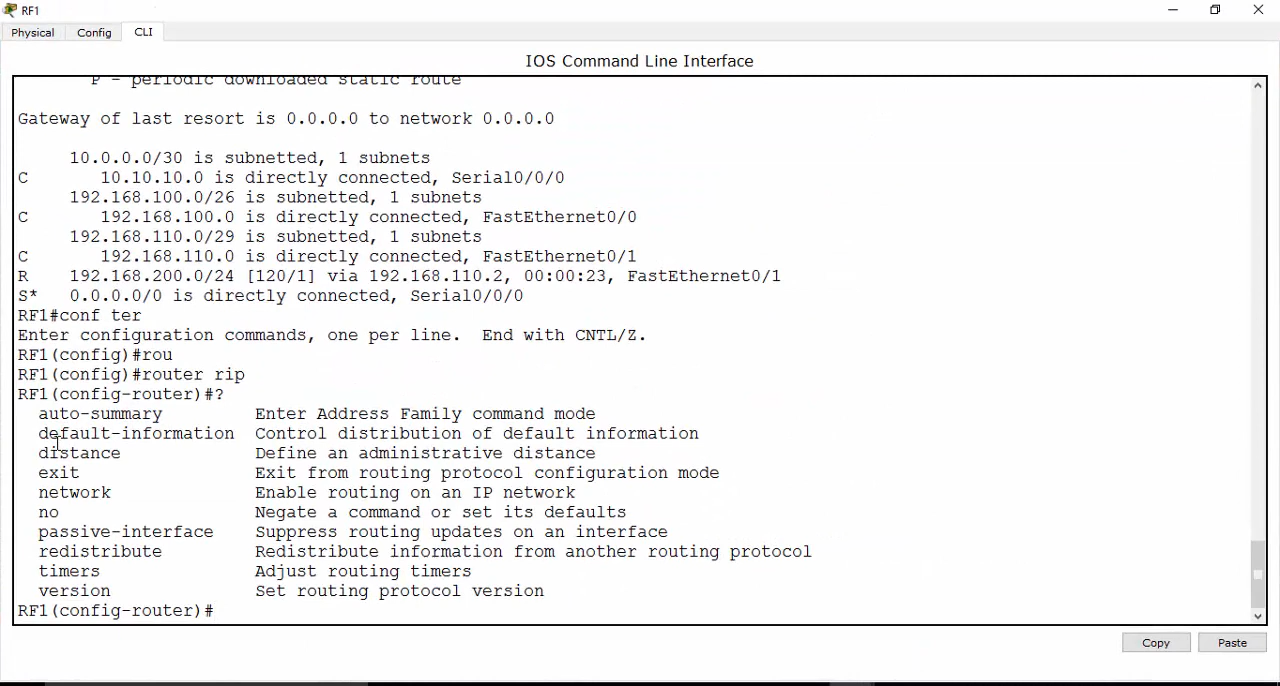 RF1
Physical Config CLI
IOS Command Line Interface
P - periodic downloaded static route
Gateway of last resort is 0.0.0.0 to network 0.0.0.0
10.0.0.0/30 is subnetted, 1 subnets
C 10.10.10.0 is directly connected, Serial0/0/0
192.168.100.0/26 is subnetted, 1 subnets
C 192.168.100.0 is directly connected, FastEthernet0/0
192.168.110.0/29 is subnetted, 1 subnets
C 192.168.110.0 is directly connected, FastEthernet0/1
R 192.168.200.0/24 [120/1] via 192.168.110.2, 00:00:23, FastEthernet0/1
S* 0.0.0.0/0 is directly connected, Serial0/0/0
RF1#conf ter
Enter configuration commands, one per line. End with CNTL/Z.
RF1(config)#rou
RF1(config)#router rip
RF1(config-router)#?
auto-summary Enter Address Family command mode
default-information Control distribution of default information
distance Define an administrative distance
exit Exit from routing protocol configuration mode
network Enable routing on an IP network
no Negate a command or set its defaults
passive-interface Suppress routing updates on an interface
redistribute Redistribute information from another routing protocol
timers Adjust routing timers
version Set routing protocol version
RF1(config-router)#
Copy Paste